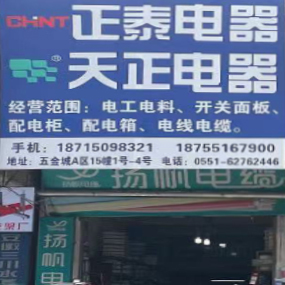 CHINT 正泰电器
天正电器
经营范围：电工电料、开关面板、
配电柜、配电箱、电线电缆。
手机：18715098321 18755167900
地址：五金城A区15幢1号-4号 电话：0551-62762446
扬帆电缆
扬帆电